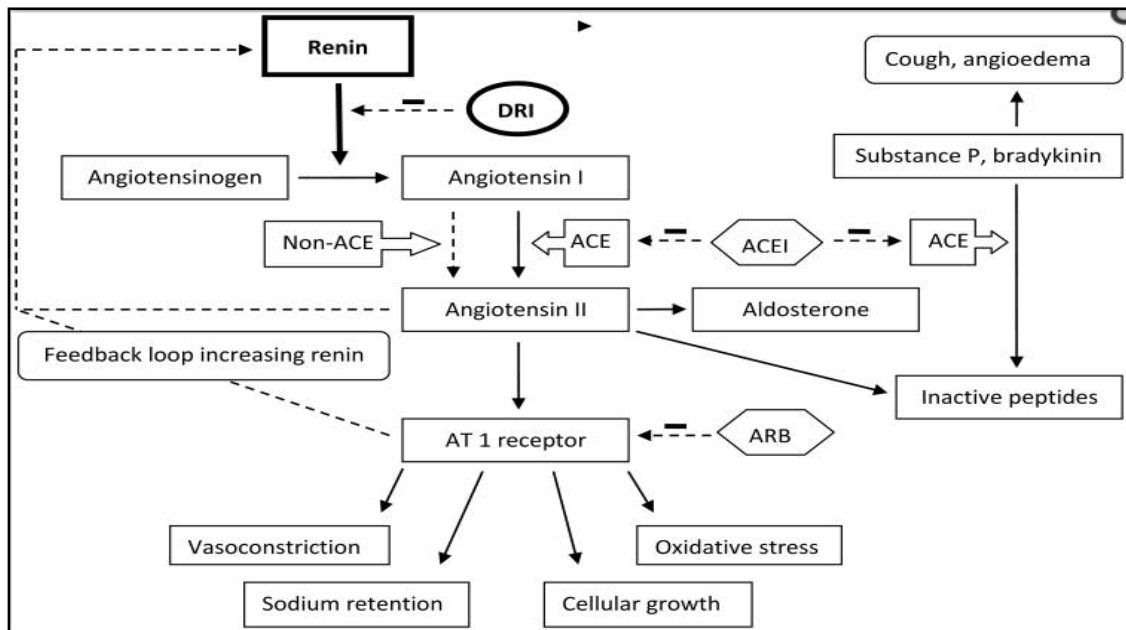 Renin
Cough, angioedema
DRI
Substance P, bradykinin
Angiotensinogen
Angiotensin I
Non-ACE
ACE
ACEI
ACE
Angiotensin II
Aldosterone
Feedback loop increasing renin
Inactive peptides
AT 1 receptor
ARB
Vasoconstriction
Oxidative stress
Sodium retention
Cellular growth